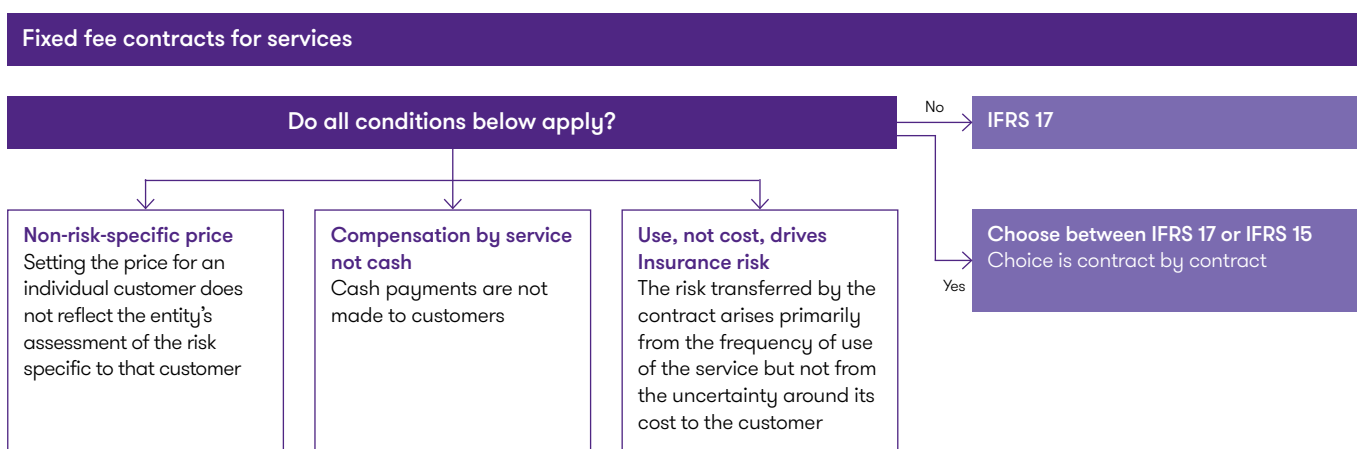 Fixed fee contracts for services
Do all conditions below apply?
No
IFRS 17
Non-risk-specific price
Setting the price for an
individual customer does
not reflect the entity's
assessment of the risk
specific to that customer
Compensation by service
not cash
Cash payments are not
made to customers
Use, not cost, drives
Insurance risk
The risk transferred by the
contract arises primarily
from the frequency of use
of the service but not from
the uncertainty around its
cost to the customer
Yes
Choose between IFRS 17 or IFRS 15
Choice is contract by contract